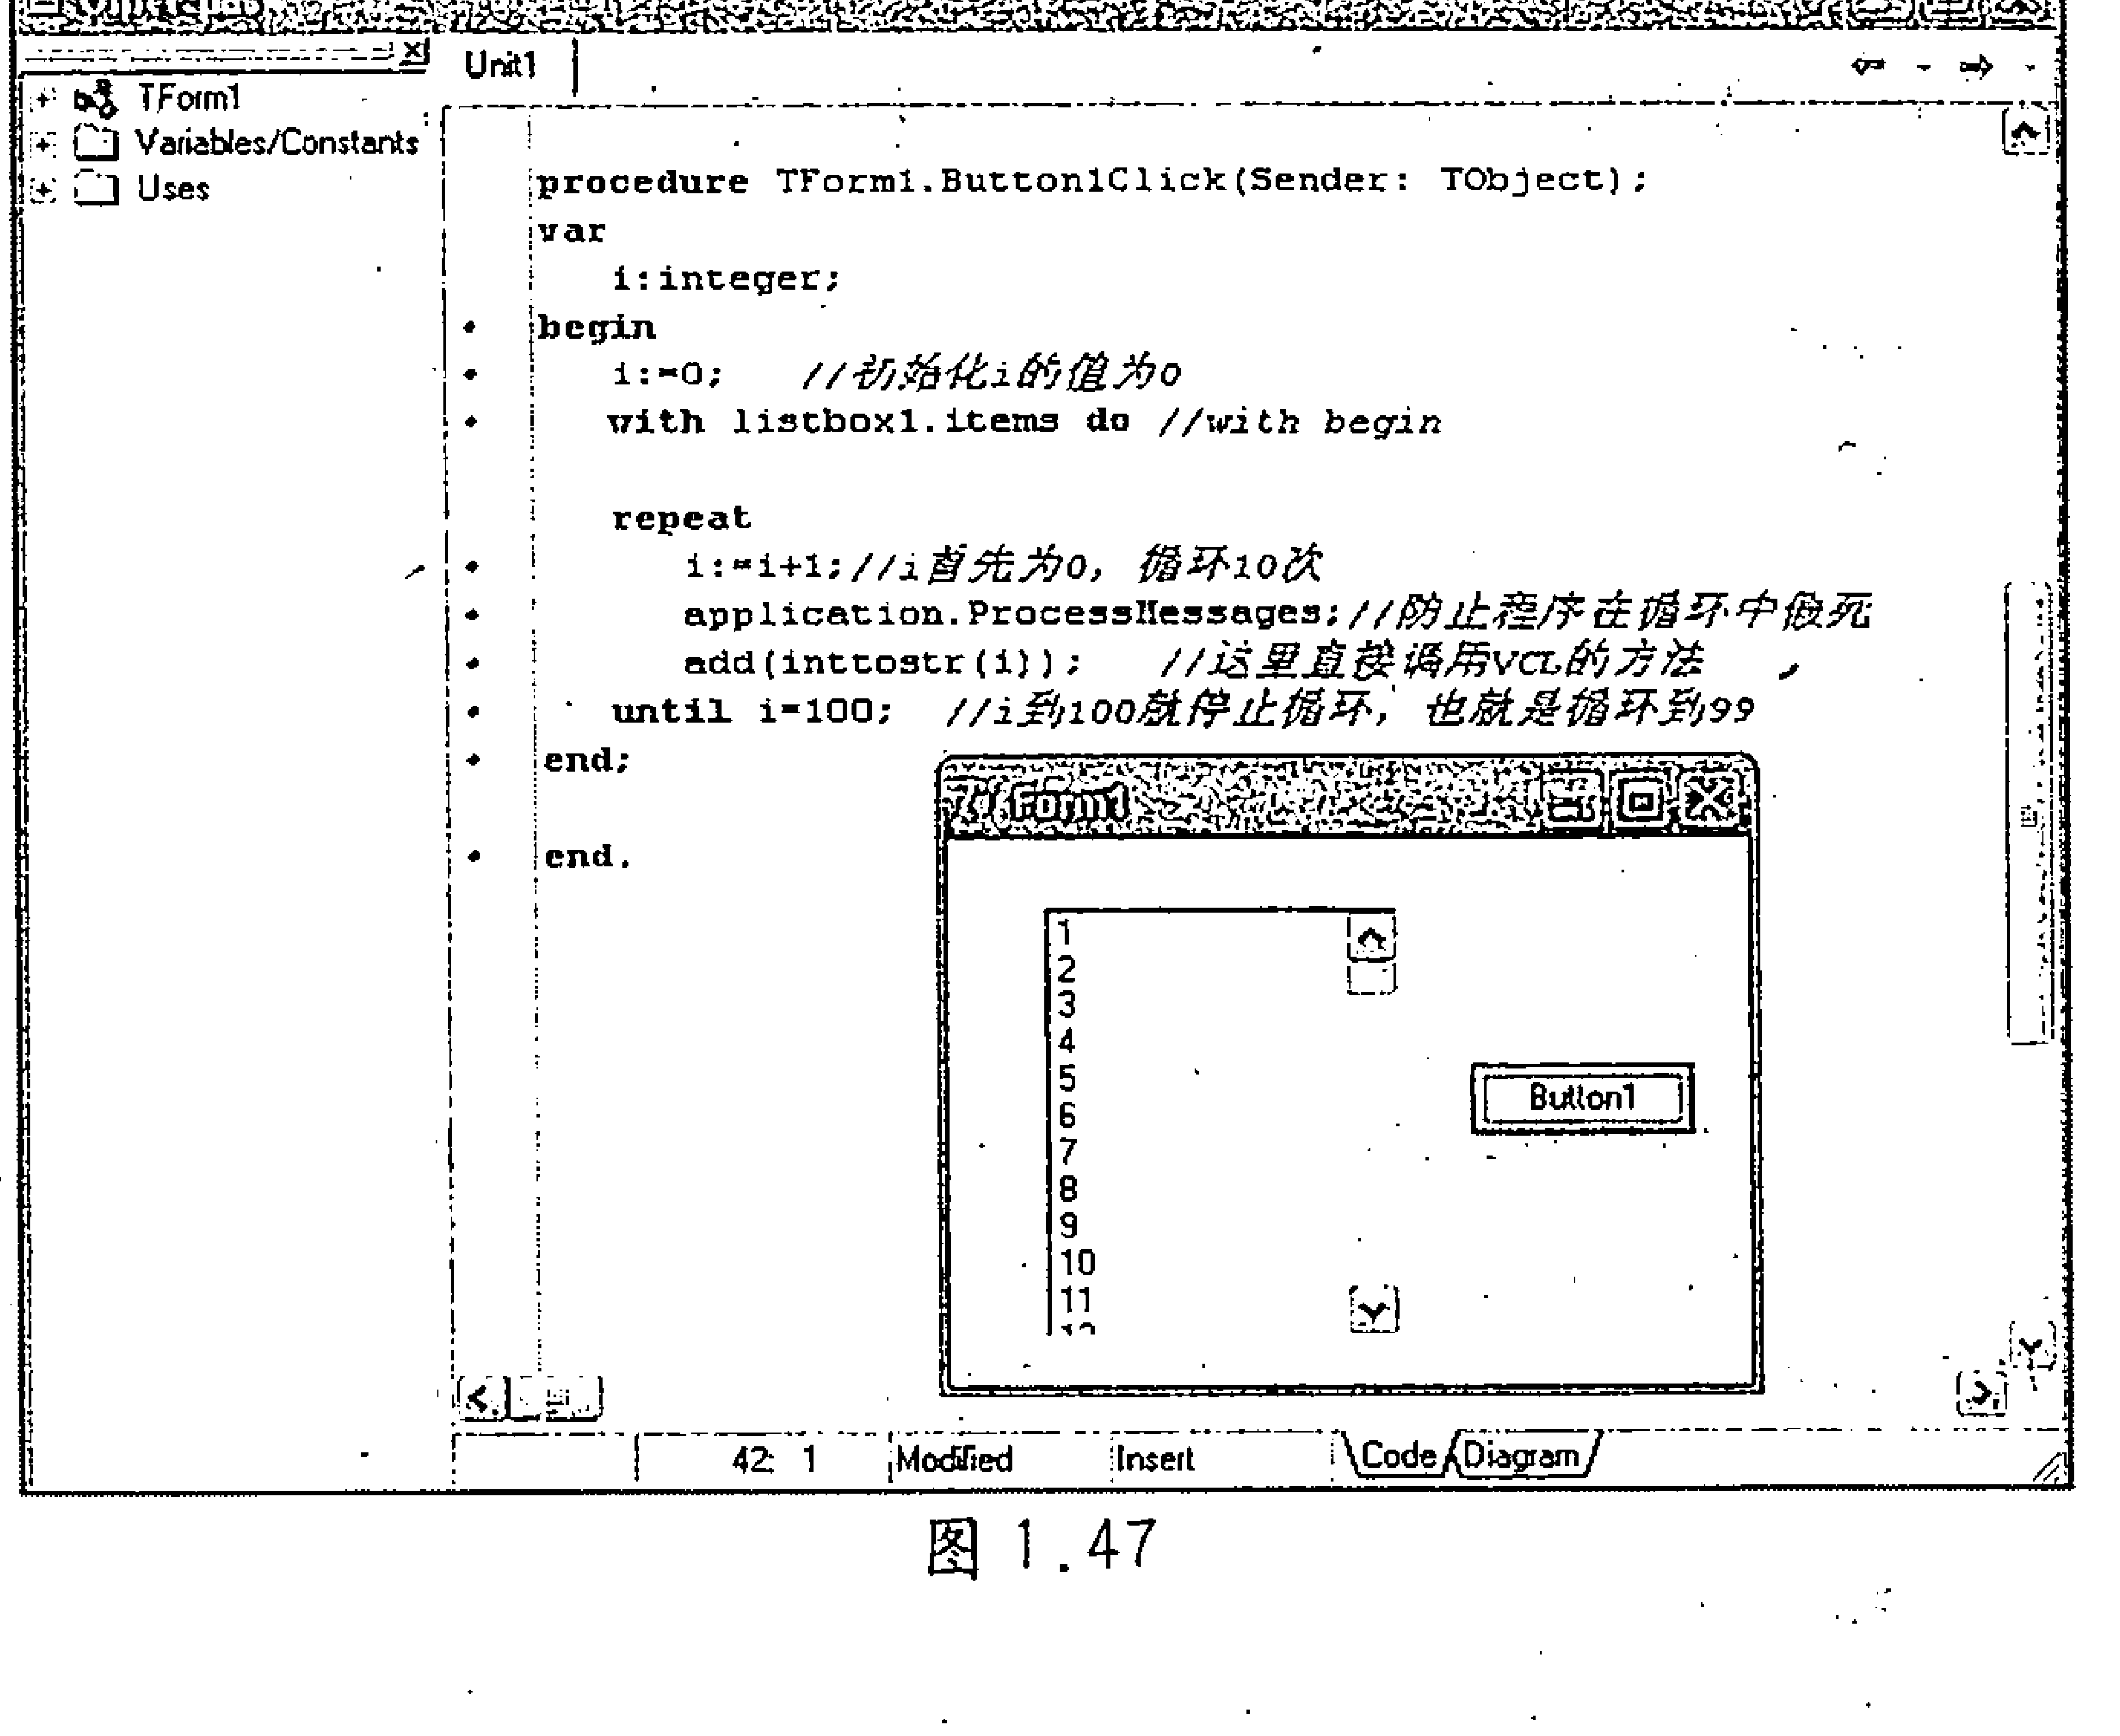 Unit1
TForm1
Variables/Constants
Uses
procedure TForm1.Button1Click(Sender: TObject);
var
i:integer;
begin
i:=0; //初始化i的值为0
with listbox1.items do //with begin
repeat
i:=i+1;//i首先为0，循环10次
application.ProcessMessages;//防止程序在循环中假死
add(inttostr(i)); //这里直接调用VCL的方法
until i=100; //i到100就停止循环，也就是循环到99
end;
end.
Form1
1
2
3
4
5
6
7
8
9
10
11
Button1
42: 1 Modified Insert Code Diagram
图 1.47